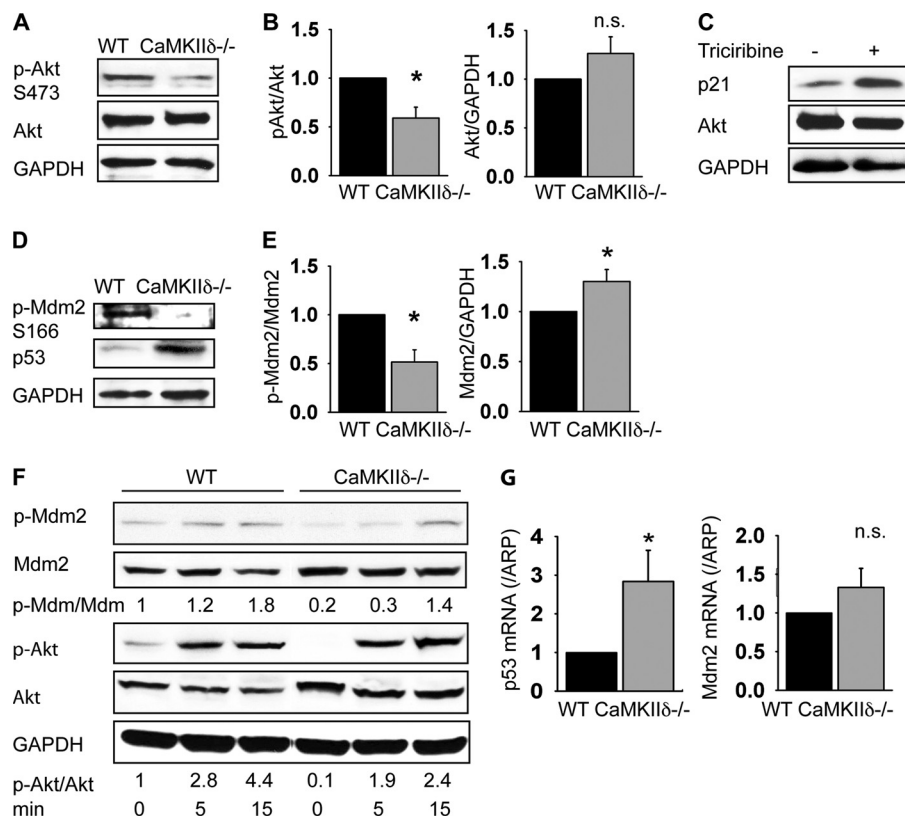 A
WT CaMKIIδ-/-
p-Akt
S473
Akt
GAPDH
B
pAkt/Akt
1.5
1.0
0.5
0.0
*
WT CaMKIIδ-/-
Akt/GAPDH
1.5
1.0
0.5
0.0
n.s.
WT CaMKIIδ-/-
C
Triciribine - +
p21
Akt
GAPDH
D
WT CaMKIIδ-/-
p-Mdm2
S166
p53
GAPDH
E
p-Mdm2/Mdm2
1.5
1.0
0.5
0.0
*
WT CaMKIIδ-/-
Mdm2/GAPDH
1.5
1.0
0.5
0.0
*
WT CaMKIIδ-/-
F
WT CaMKIIδ-/-
p-Mdm2
Mdm2
p-Mdm/Mdm 1 1.2 1.8 0.2 0.3 1.4
p-Akt
Akt
GAPDH
p-Akt/Akt 1 2.8 4.4 0.1 1.9 2.4
min 0 5 15 0 5 15
G
p53 mRNA (/ARP)
4
3
2
1
0
*
WT CaMKIIδ-/-
Mdm2 mRNA (/ARP)
2.0
1.5
1.0
0.5
0.0
n.s.
WT CaMKIIδ-/-